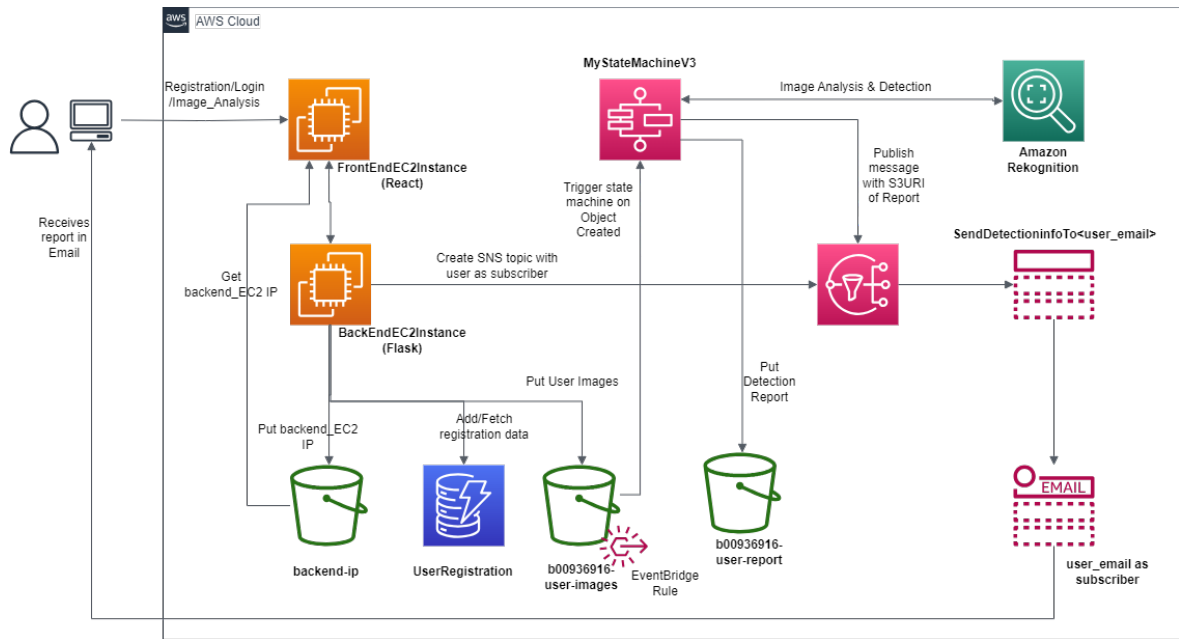 aws
AWS Cloud
MyStateMachineV3
Registration/Login
/Image_Analysis
Image Analysis & Detection
FrontEndEC2Instance
(React)
Amazon
Rekognition
Publish
message
with S3URI
of Report
Trigger state
machine on
Object
Created
Receives
report in
Email
SendDetectioninfoTo<user_email>
Get
backend_EC2 IP
Create SNS topic with
user as subscriber
BackEndEC2Instance
(Flask)
Put User Images
Put
Detection
Report
Put backend_EC2
IP
Add/Fetch
registration data
EMAIL
backend-ip
UserRegistration
b00936916-
user-images
EventBridge
Rule
b00936916-
user-report
user_email as
subscriber